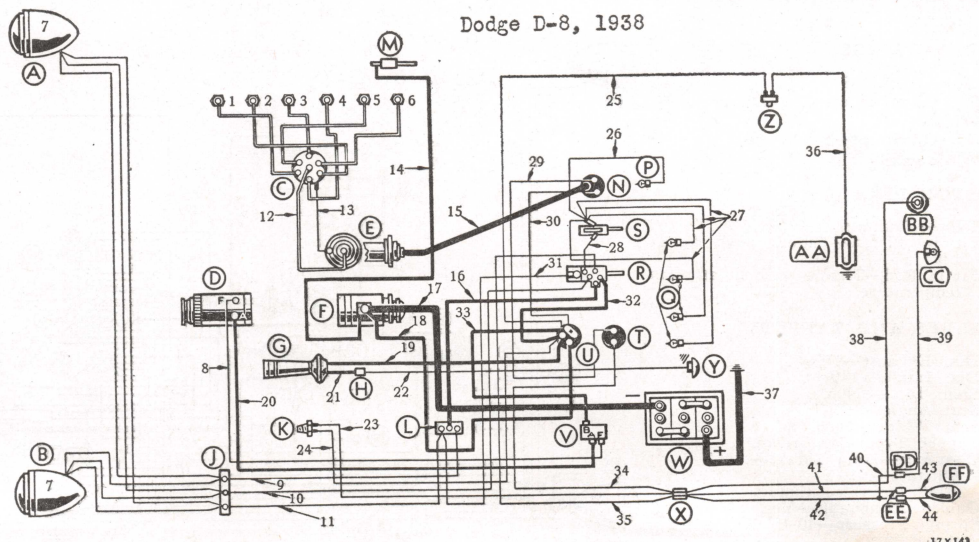 Dodge D-8, 1938
7
A
M
1 2 3 4 5 6
25
Z
26
36
29
P
C
14
N
12
13
E
15
30
S
27
28
BB
AA
CC
D
F
A
F
16
31
R
17
32
33
18
G
19
U
T
38
39
8
20
21
H
22
Y
37
K
23
24
L
V
B
F
W
−
+
B
J
7
9
10
11
34
35
X
40
DD
41
42
43
FF
EE
44
17X143